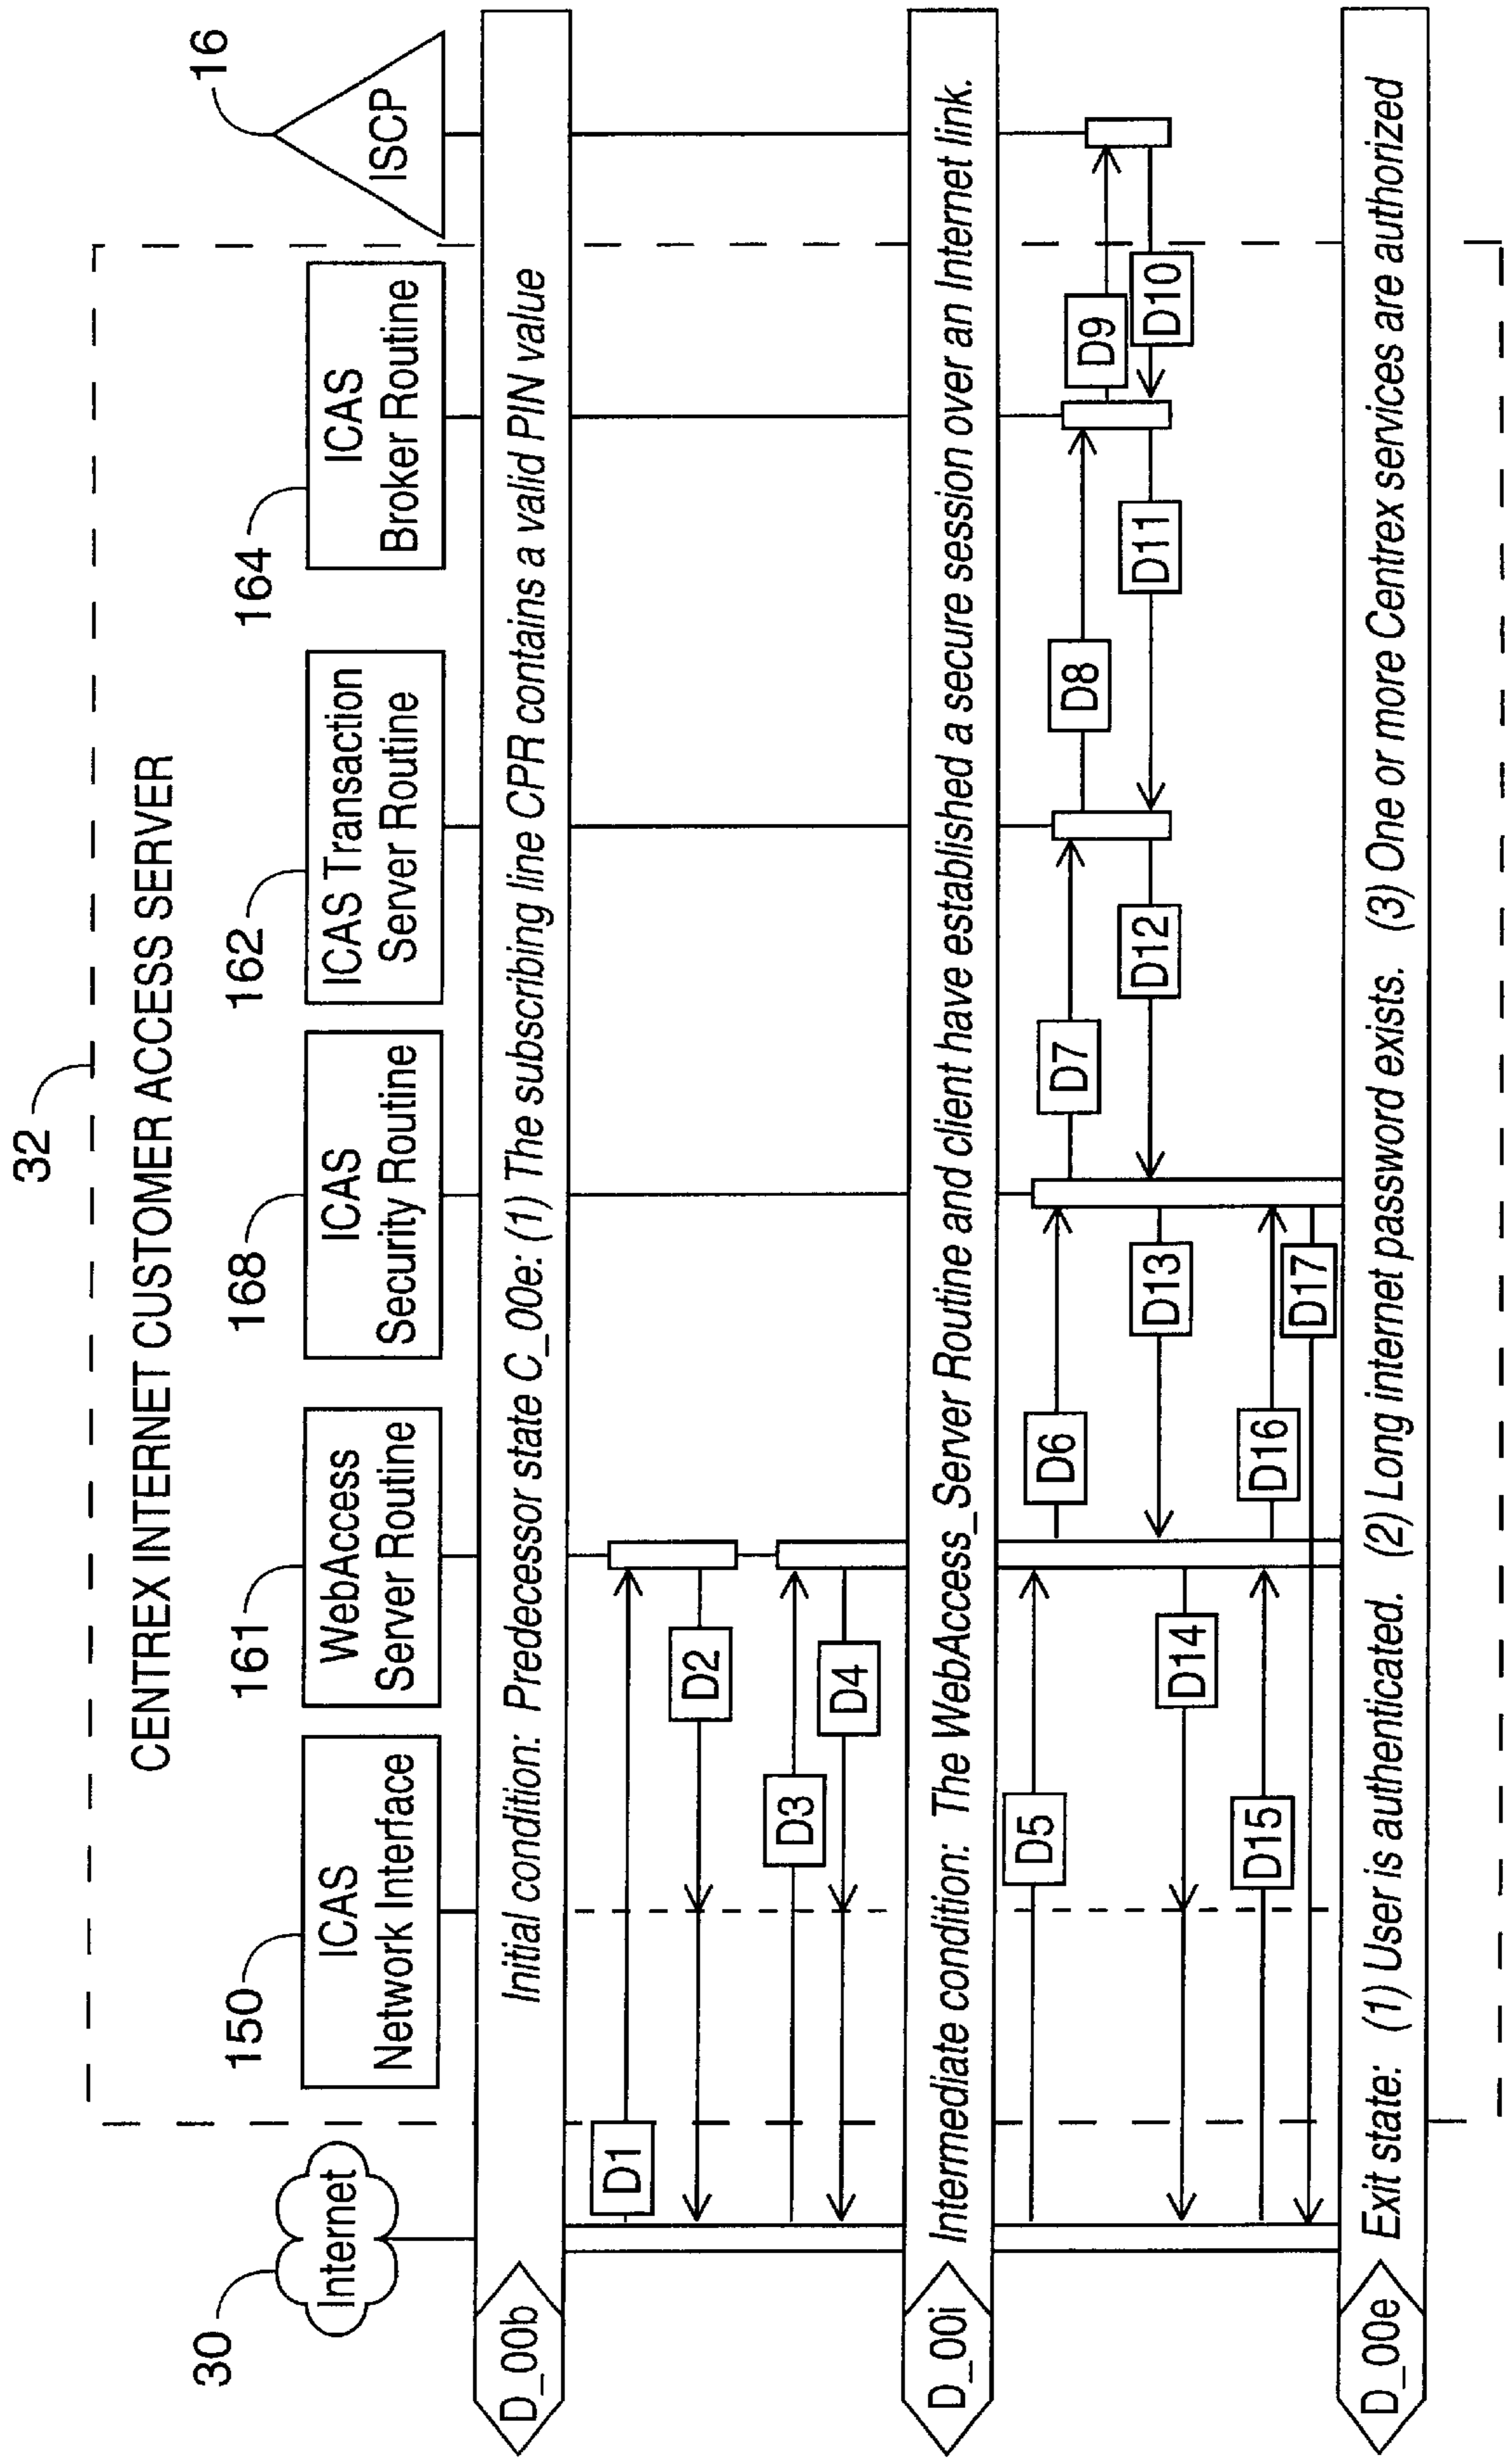 32
CENTREX INTERNET CUSTOMER ACCESS SERVER
30
Internet
150
ICAS
Network Interface
161
WebAccess
Server Routine
168
ICAS
Security Routine
162
ICAS Transaction
Server Routine
164
ICAS
Broker Routine
16
ISCP
D_00b
Initial condition: Predecessor state C_00e: (1) The subscribing line CPR contains a valid PIN value
D1
D2
D3
D4
D_00i
Intermediate condition: The WebAccess_Server Routine and client have established a secure session over an Internet link.
D5
D6
D7
D8
D9
D10
D11
D12
D13
D14
D15
D16
D17
D_00e
Exit state: (1) User is authenticated. (2) Long internet password exists. (3) One or more Centrex services are authorized